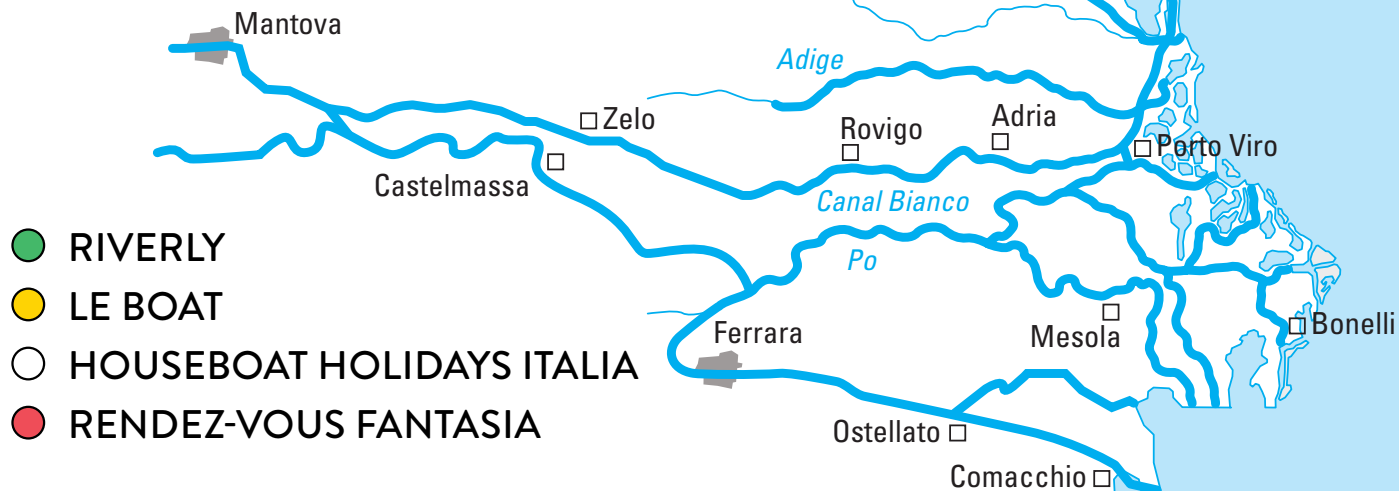 Mantova
Adige
Zelo
Rovigo
Adria
Porto Viro
Castelmassa
Canal Bianco
Po
RIVERLY
LE BOAT
HOUSEBOAT HOLIDAYS ITALIA
RENDEZ-VOUS FANTASIA
Ferrara
Mesola
Bonelli
Ostellato
Comacchio